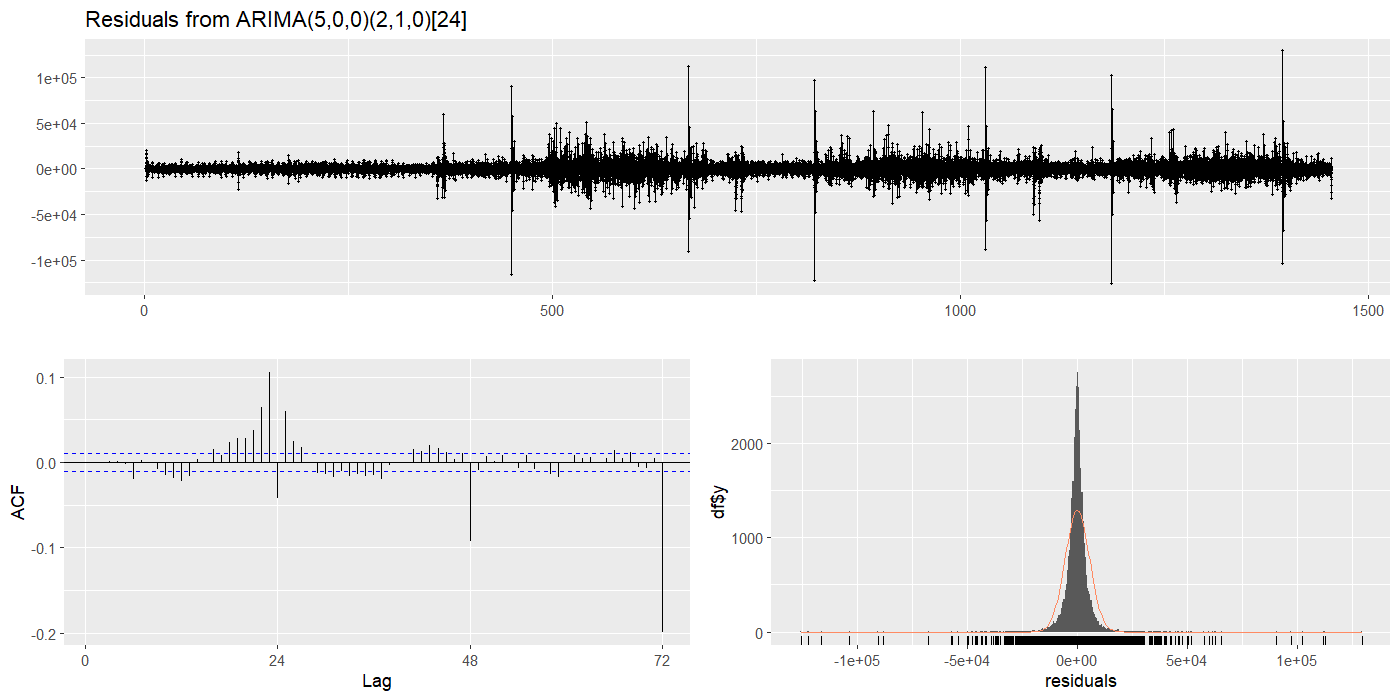 Residuals from ARIMA(5,0,0)(2,1,0)[24]
1e+05
5e+04
0e+00
-5e+04
-1e+05
0 500 1000 1500
0.1
0.0
-0.1
-0.2
ACF
0 24 48 72
Lag
2000
1000
0
df$y
-1e+05 -5e+04 0e+00 5e+04 1e+05
residuals